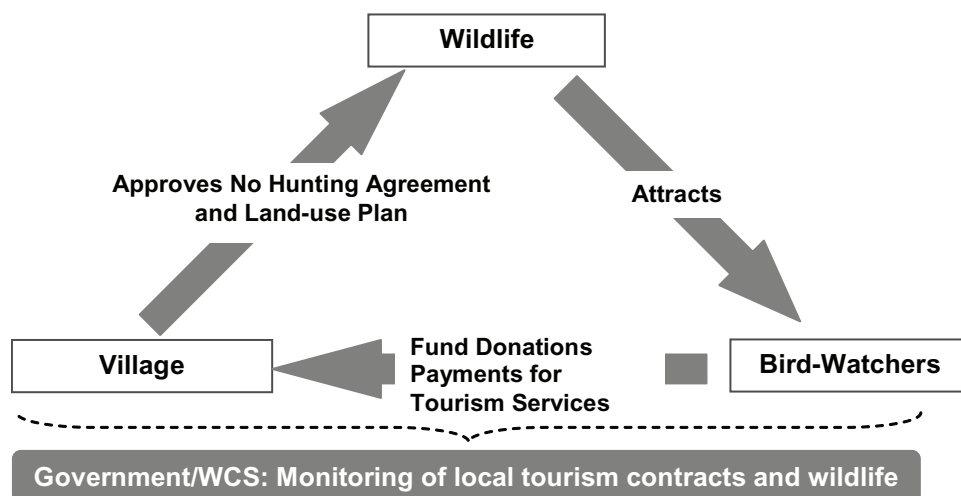 Wildlife
Approves No Hunting Agreement
and Land-use Plan
Attracts
Village
Fund Donations
Payments for
Tourism Services
Bird-Watchers
Government/WCS: Monitoring of local tourism contracts and wildlife